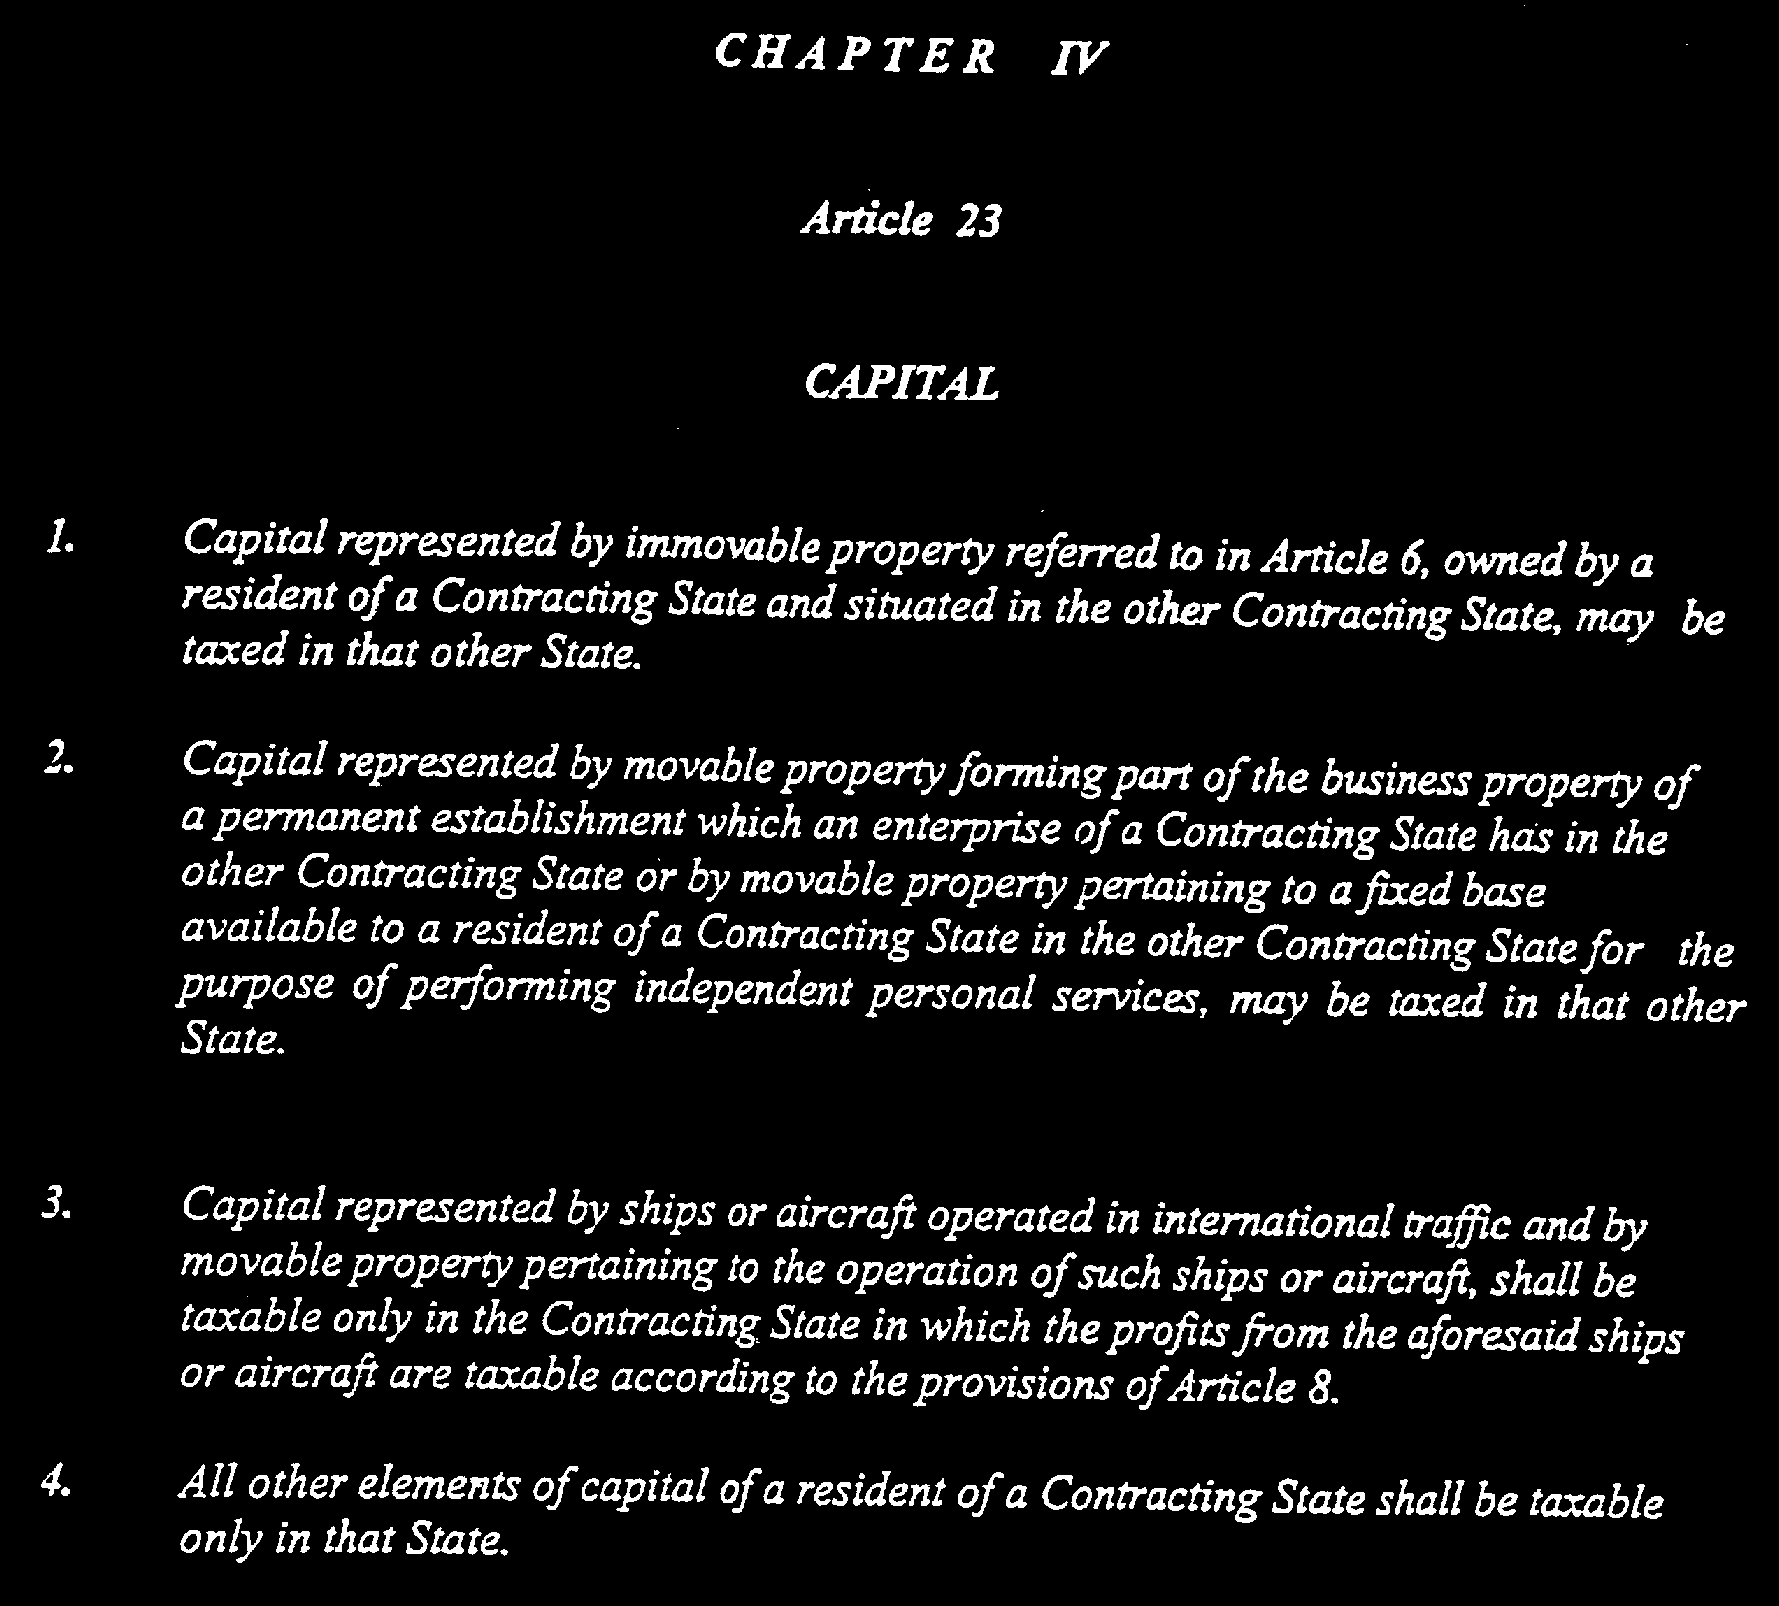 CHAPTER IV
Article 23
CAPITAL
1. Capital represented by immovable property referred to in Article 6, owned by a
resident of a Contracting State and situated in the other Contracting State, may be
taxed in that other State.
2. Capital represented by movable property forming part of the business property of
a permanent establishment which an enterprise of a Contracting State has in the
other Contracting State or by movable property pertaining to a fixed base
available to a resident of a Contracting State in the other Contracting State for the
purpose of performing independent personal services, may be taxed in that other
State.
3. Capital represented by ships or aircraft operated in international traffic and by
movable property pertaining to the operation of such ships or aircraft, shall be
taxable only in the Contracting State in which the profits from the aforesaid ships
or aircraft are taxable according to the provisions of Article 8.
4. All other elements of capital of a resident of a Contracting State shall be taxable
only in that State.